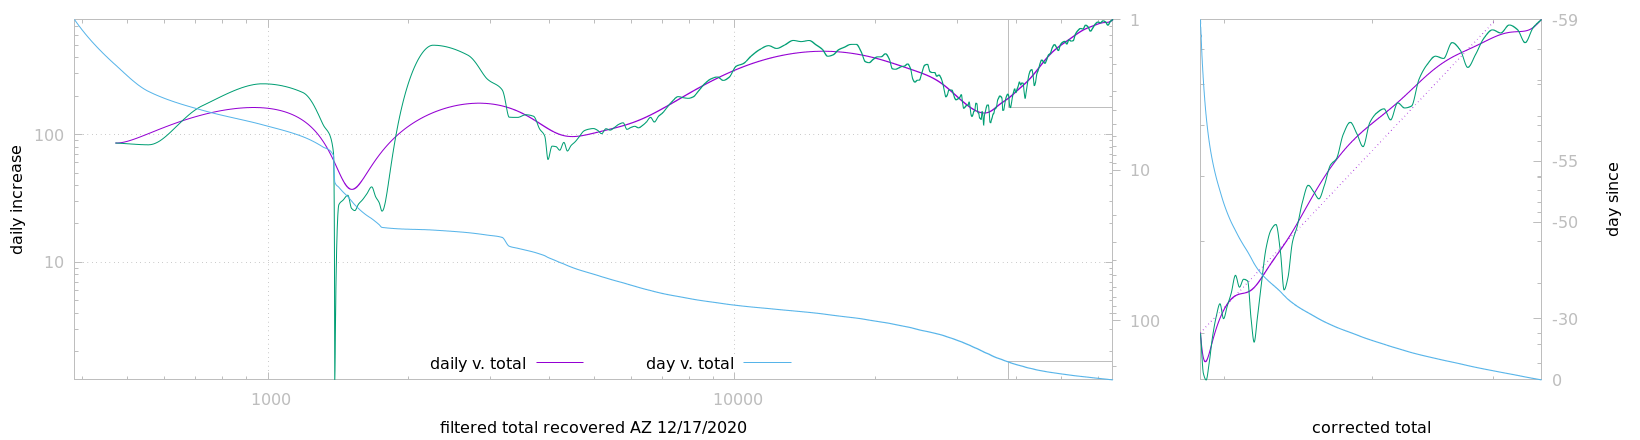 daily increase
100
10
1000
10000
1
10
100
daily v. total
day v. total
filtered total recovered AZ 12/17/2020
-59
-55
-50
-30
0
day since
corrected total